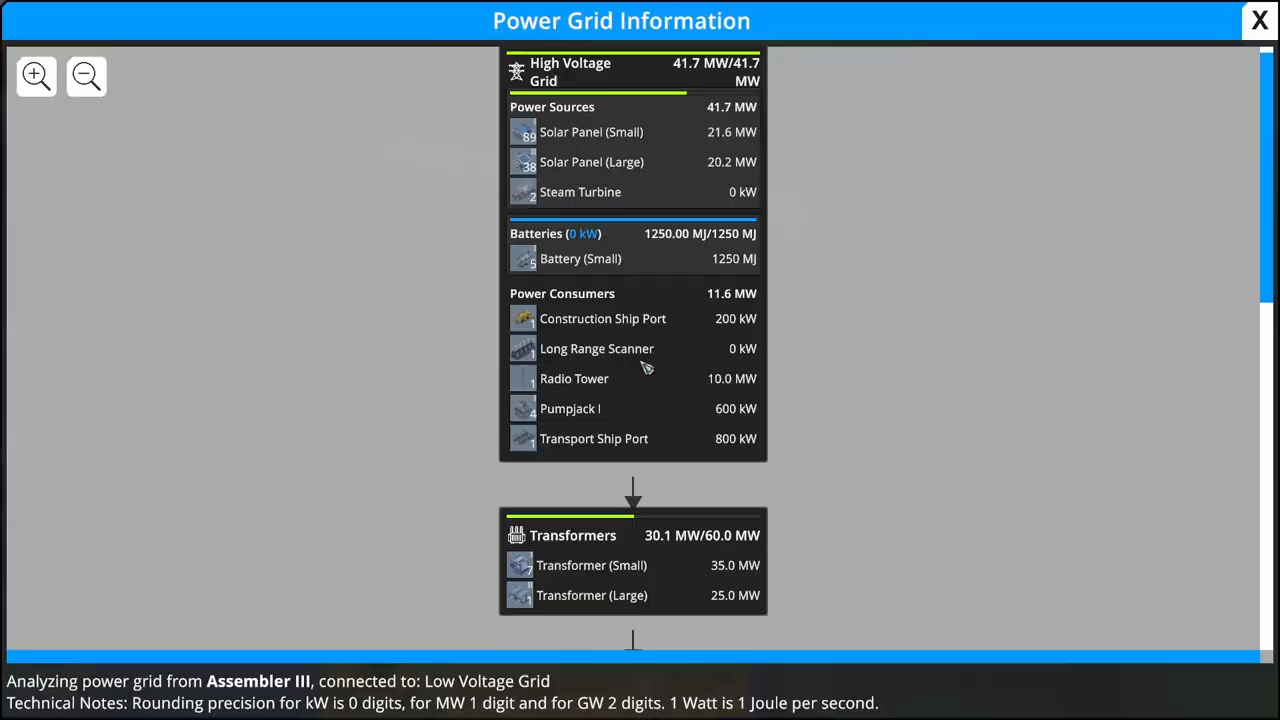 Power Grid Information
X
High Voltage Grid 41.7 MW/41.7 MW
Power Sources 41.7 MW
89 Solar Panel (Small) 21.6 MW
II 38 Solar Panel (Large) 20.2 MW
2 Steam Turbine 0 kW
Batteries (0 kW) 1250.00 MJ/1250 MJ
5 Battery (Small) 1250 MJ
Power Consumers 11.6 MW
1 Construction Ship Port 200 kW
1 Long Range Scanner 0 kW
1 Radio Tower 10.0 MW
4 Pumpjack I 600 kW
1 Transport Ship Port 800 kW
Transformers 30.1 MW/60.0 MW
I 7 Transformer (Small) 35.0 MW
II 1 Transformer (Large) 25.0 MW
Analyzing power grid from Assembler III, connected to: Low Voltage Grid
Technical Notes: Rounding precision for kW is 0 digits, for MW 1 digit and for GW 2 digits. 1 Watt is 1 Joule per second.